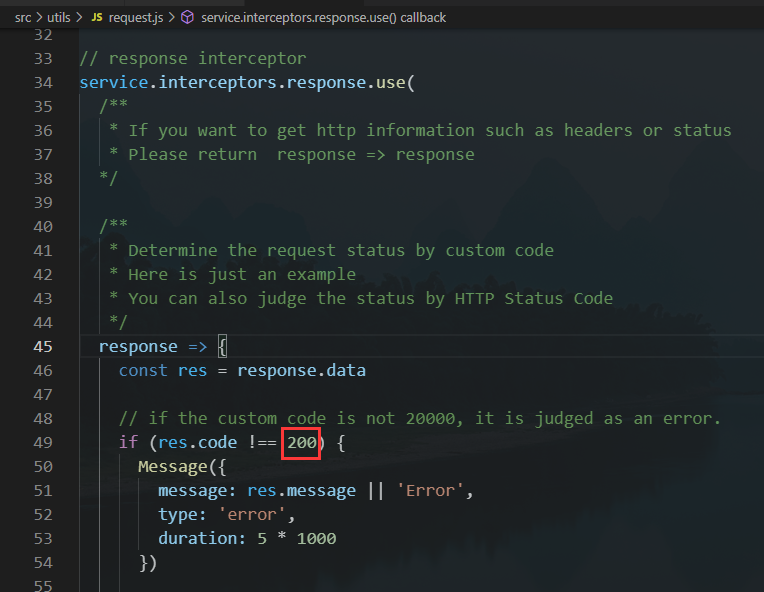 src > utils > JS request.js > service.interceptors.response.use() callback
32
33 // response interceptor
34 service.interceptors.response.use(
35 /**
36 * If you want to get http information such as headers or status
37 * Please return  response => response
38 */
39
40 /**
41 * Determine the request status by custom code
42 * Here is just an example
43 * You can also judge the status by HTTP Status Code
44 */
45 response => {
46 const res = response.data
47
48 // if the custom code is not 20000, it is judged as an error.
49 if (res.code !== 200) {
50 Message({
51 message: res.message || 'Error',
52 type: 'error',
53 duration: 5 * 1000
54 })
55